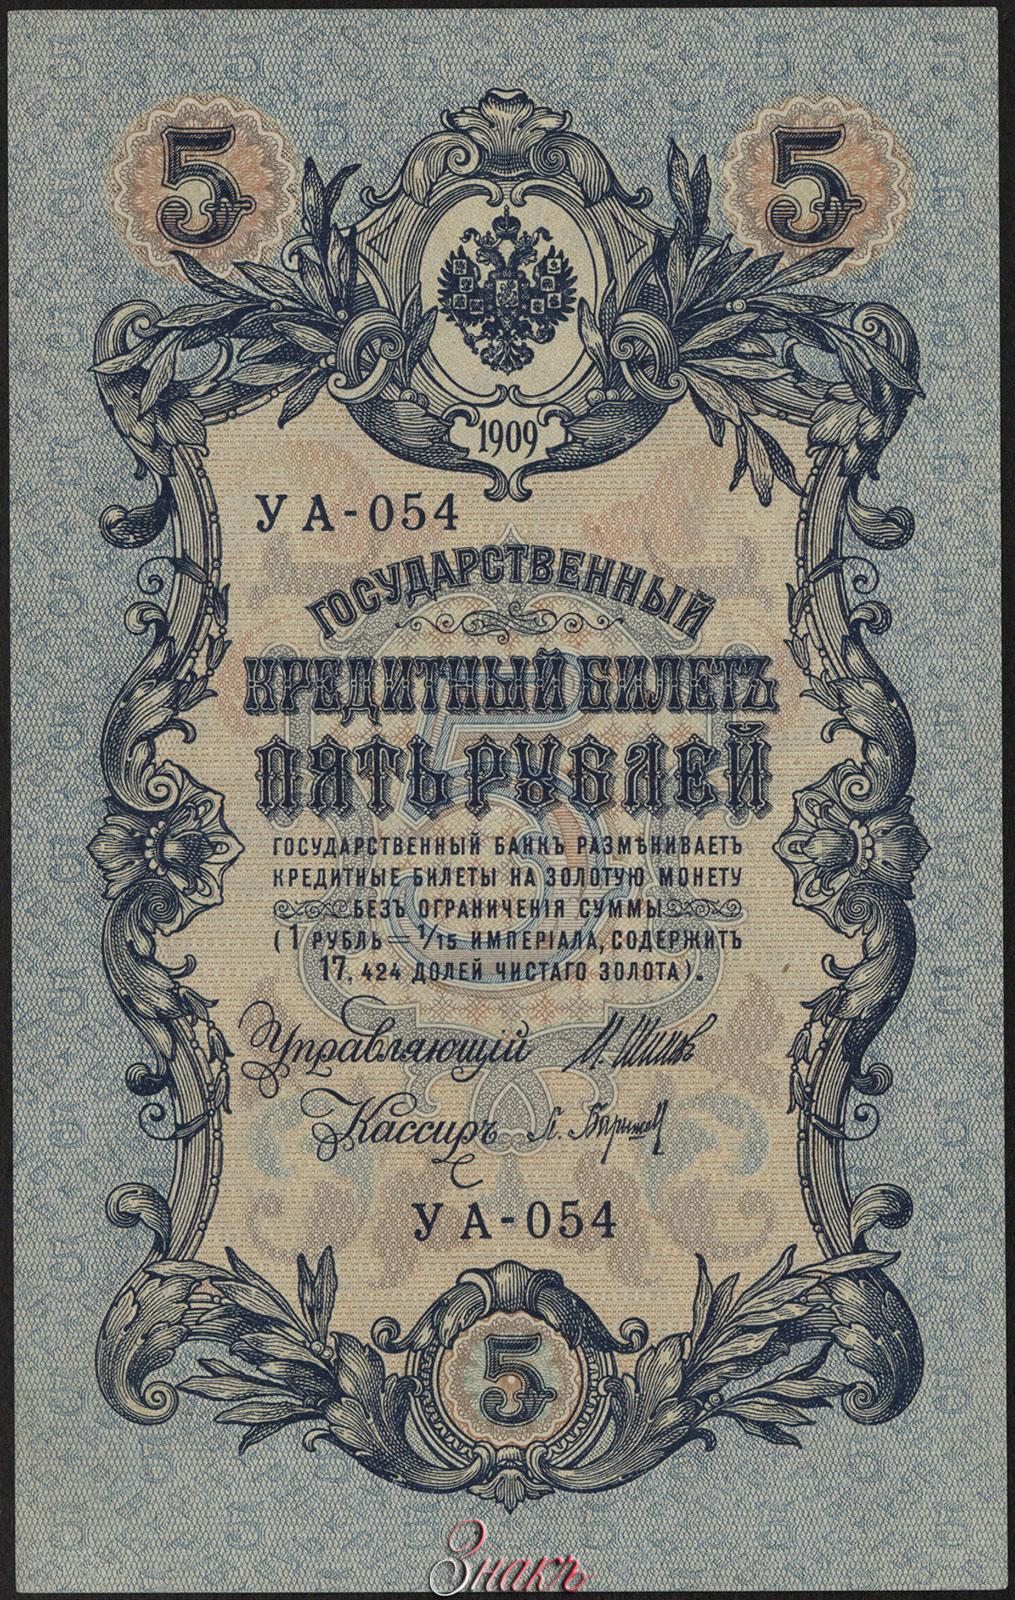 5 5
1909
УА-054
ГОСУДАРСТВЕННЫЙ
КРЕДИТНЫЙ БИЛЕТЪ
ПЯТЬ РУБЛЕЙ
ГОСУДАРСТВЕННЫЙ БАНКЪ РАЗМѢНИВАЕТЪ
КРЕДИТНЫЕ БИЛЕТЫ НА ЗОЛОТУЮ МОНЕТУ
БЕЗЪ ОГРАНИЧЕНІЯ СУММЫ
(1 РУБЛЬ = 1/15 ИМПЕРІАЛА, СОДЕРЖИТЪ
17, 424 ДОЛЕЙ ЧИСТАГО ЗОЛОТА).
Управляющій И. Шиповъ
Кассиръ
УА-054
5
Знакъ